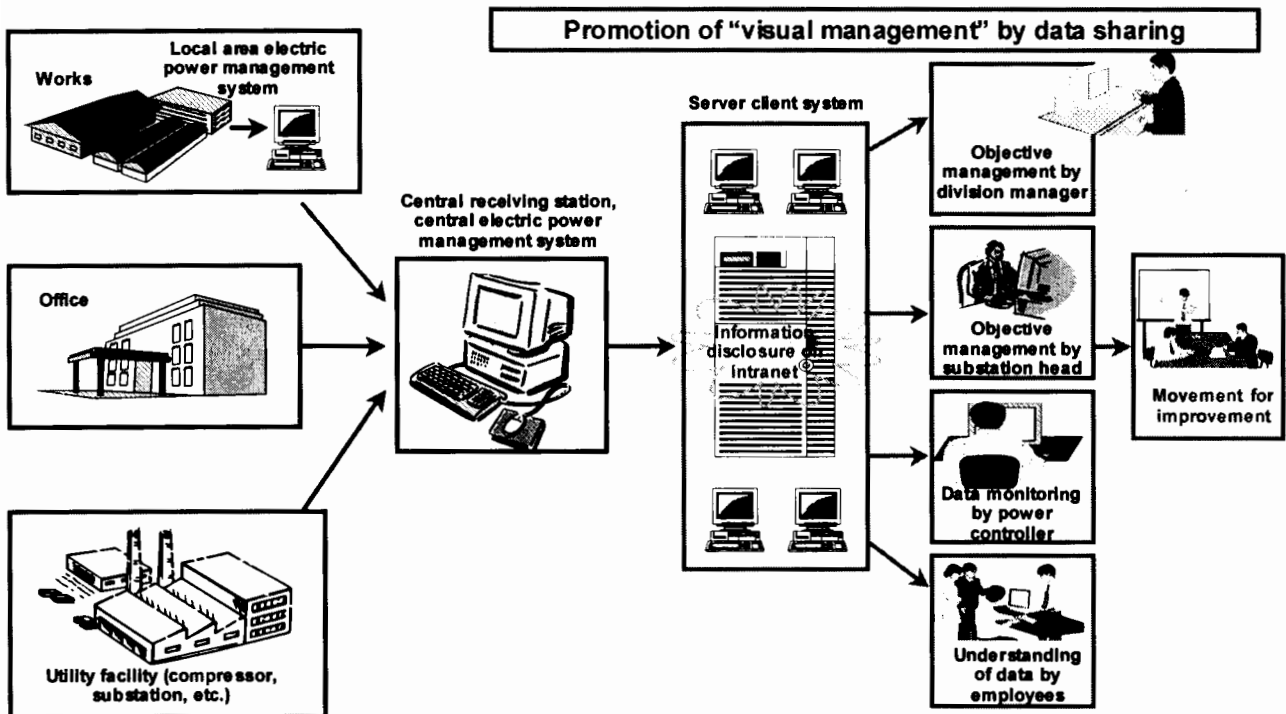 Promotion of “visual management” by data sharing
Local area electric
power management
system
Works
Office
Utility facility (compressor,
substation, etc.)
Central receiving station,
central electric power
management system
Server client system
Information
disclosure on
intranet
Objective
management by
division manager
Objective
management by
substation head
Data monitoring
by power
controller
Understanding
of data by
employees
Movement for
improvement